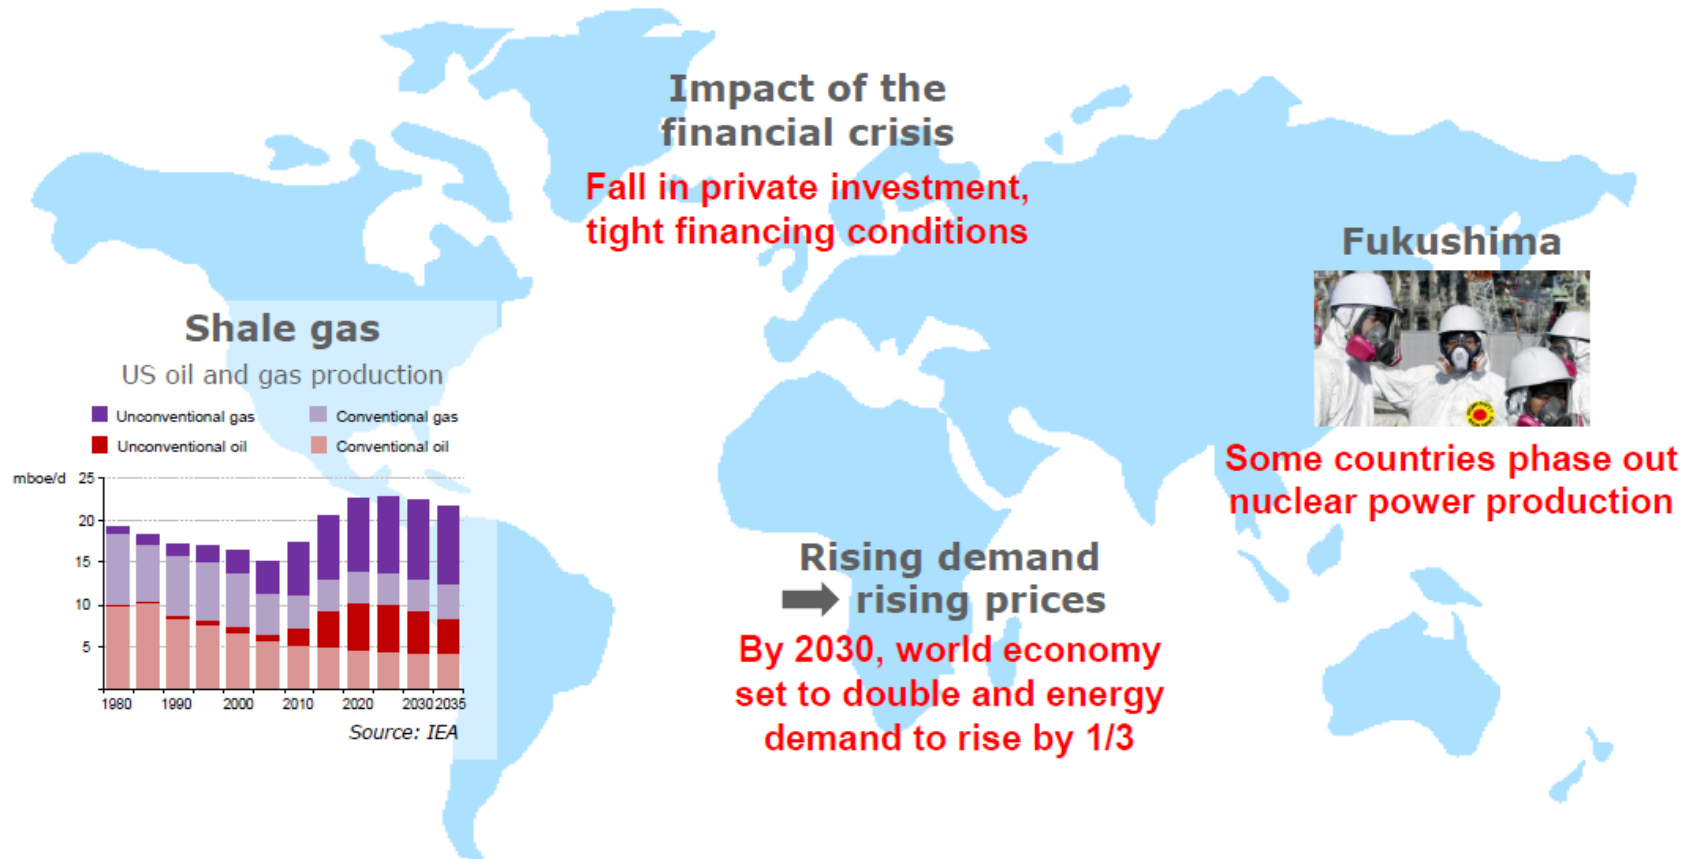 Impact of the
financial crisis
Fall in private investment,
tight financing conditions
Fukushima
Some countries phase out
nuclear power production
Shale gas
US oil and gas production
Unconventional gas
Conventional gas
Unconventional oil
Conventional oil
mboe/d
25
20
15
10
5
1980 1990 2000 2010 2020 2030 2035
Source: IEA
Rising demand
rising prices
By 2030, world economy
set to double and energy
demand to rise by 1/3